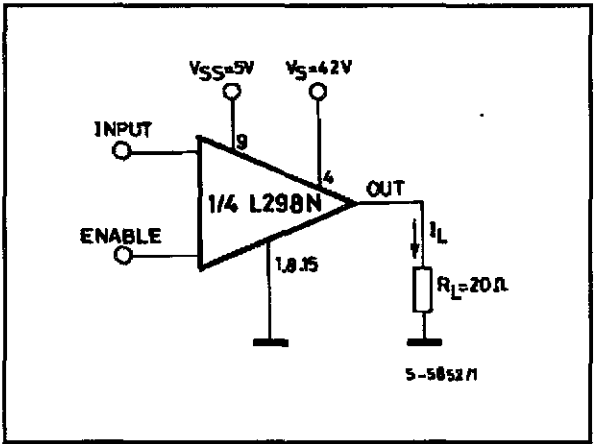 VSS=5V
VS=42V
INPUT
9
4
OUT
1/4 L298N
IL
ENABLE
1,8.15
RL=20Ω
S-5852/1